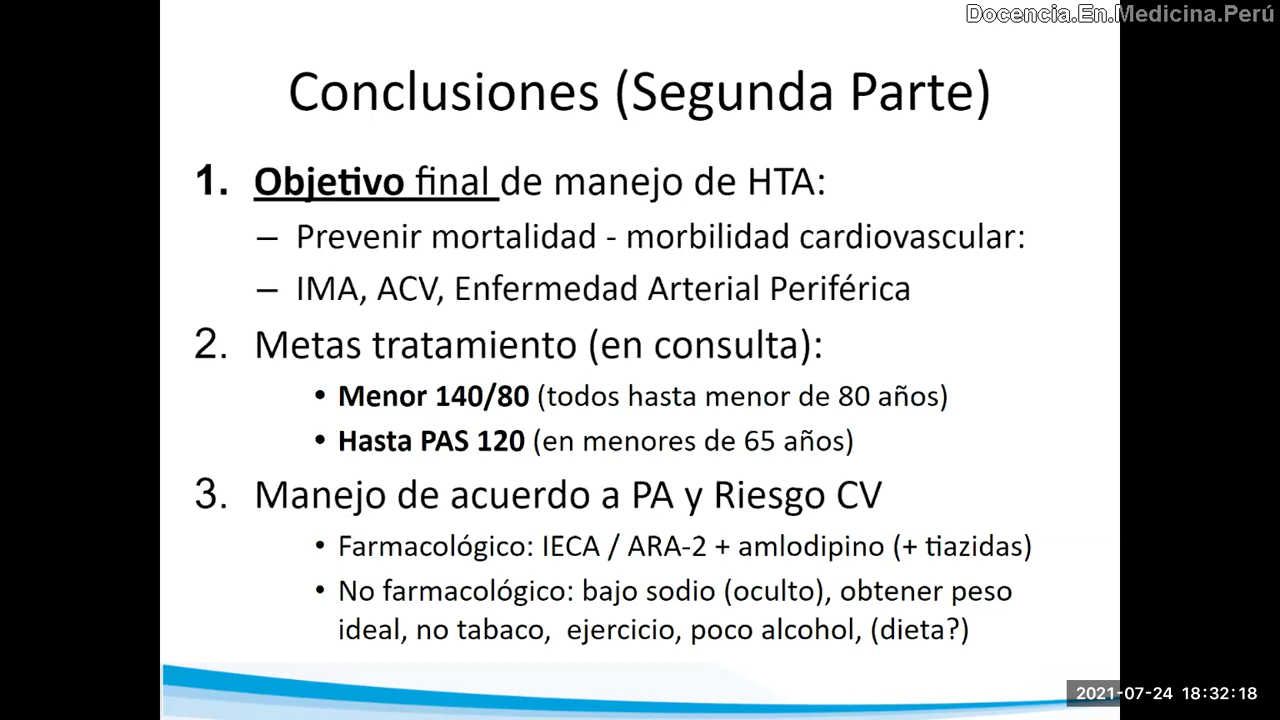 Docencia.En.Medicina.Perú
Conclusiones (Segunda Parte)
1. Objetivo final de manejo de HTA:
– Prevenir mortalidad - morbilidad cardiovascular:
– IMA, ACV, Enfermedad Arterial Periférica
2. Metas tratamiento (en consulta):
• Menor 140/80 (todos hasta menor de 80 años)
• Hasta PAS 120 (en menores de 65 años)
3. Manejo de acuerdo a PA y Riesgo CV
• Farmacológico: IECA / ARA-2 + amlodipino (+ tiazidas)
• No farmacológico: bajo sodio (oculto), obtener peso
ideal, no tabaco, ejercicio, poco alcohol, (dieta?)
2021-07-24 18:32:18